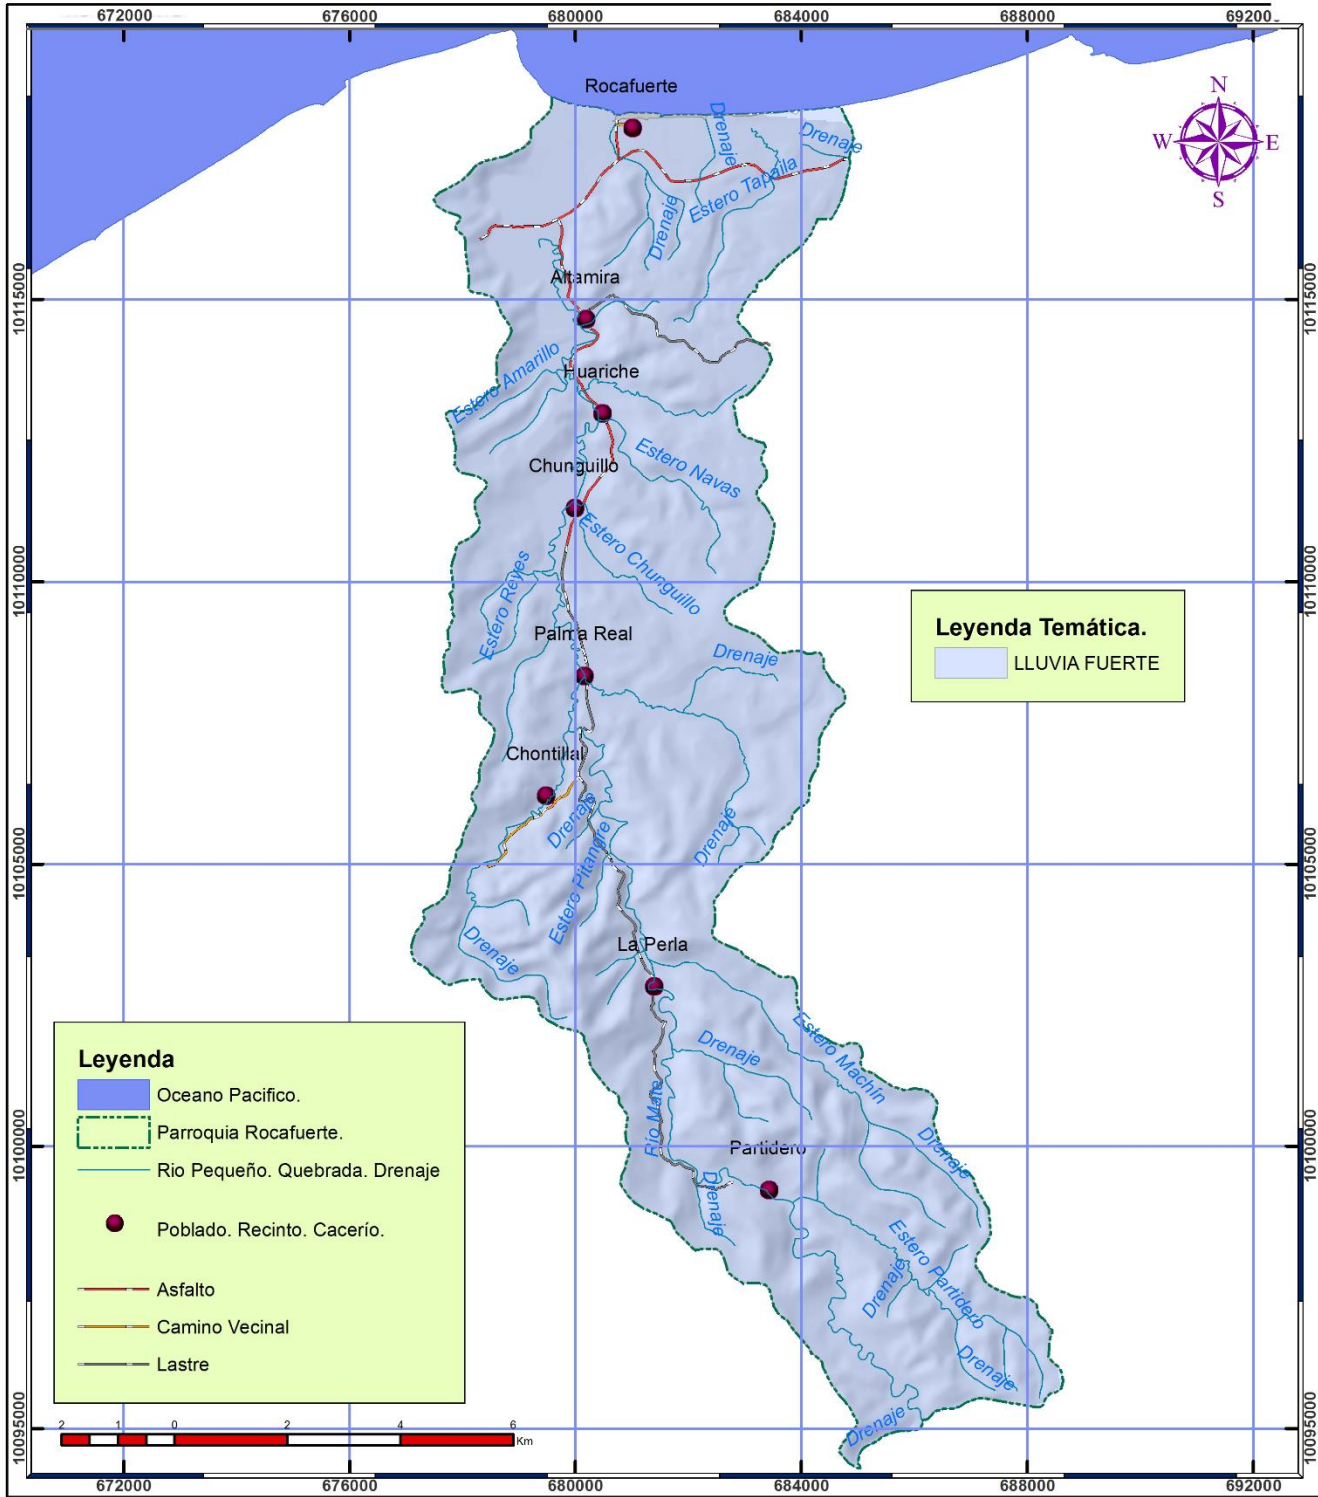 672000 676000 680000 684000 688000 69200
N
W E
S
Rocafuerte
Drenaje
Drenaje
Estero Tapaila
Drenaje
Altamira
10115000 10115000
Estero Amarillo
Huariche
Estero Navas
Chunguillo
Estero Chunguillo
10110000 10110000
Estero Reyes
Palma Real
Drenaje
Leyenda Temática.
LLUVIA FUERTE
Chontillal
Drenaje
Drenaje
Estero Pitangre
10105000 10105000
Drenaje
La Perla
Estero Machín
Drenaje
Rio Mate
Partidero
10100000 10100000
Drenaje
Drenaje
Estero Partidero
Drenaje
Drenaje
Drenaje
Leyenda
Oceano Pacifico.
Parroquia Rocafuerte.
Rio Pequeño. Quebrada. Drenaje
Poblado. Recinto. Cacerío.
Asfalto
Camino Vecinal
Lastre
2 1 0 2 4 6
Km
10095000 10095000
672000 676000 680000 684000 688000 692000